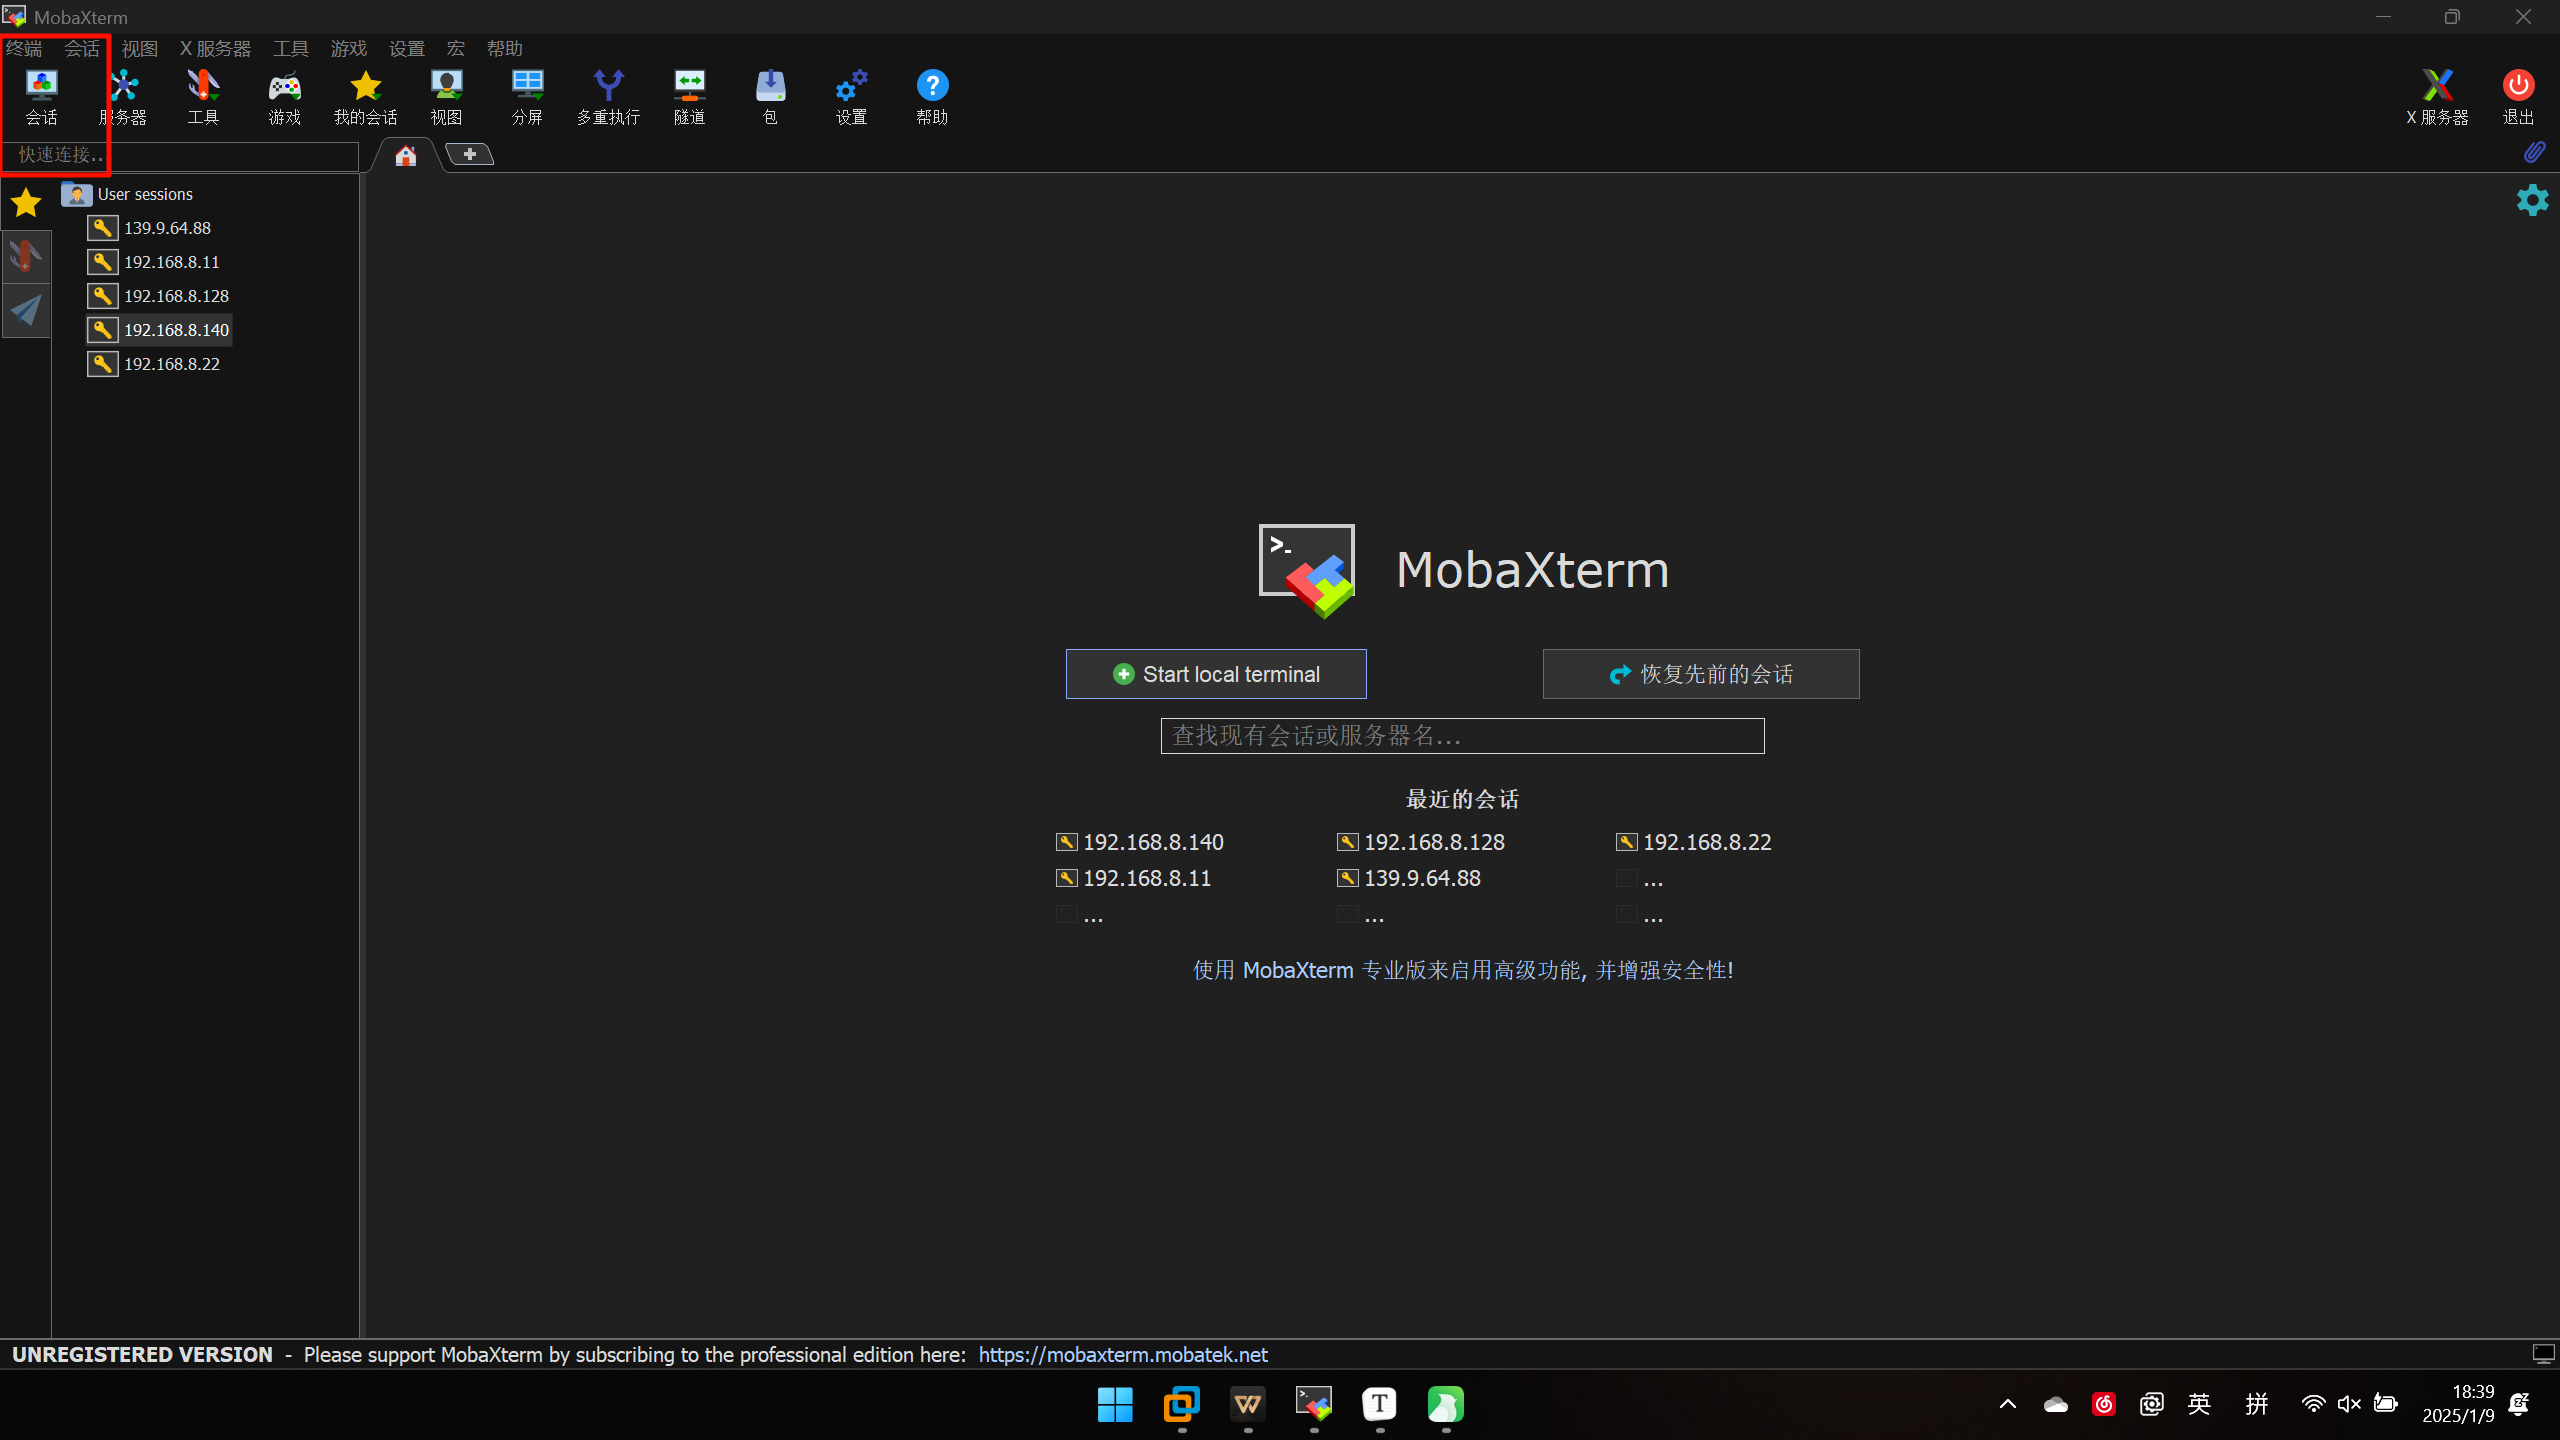 MobaXterm
终端 会话 视图 X 服务器 工具 游戏 设置 宏 帮助
会话 服务器 工具 游戏 我的会话 视图 分屏 多重执行 隧道 包 设置 帮助 X 服务器 退出
快速连接...
User sessions
139.9.64.88
192.168.8.11
192.168.8.128
192.168.8.140
192.168.8.22
MobaXterm
Start local terminal 恢复先前的会话
查找现有会话或服务器名...
最近的会话
192.168.8.140 192.168.8.128 192.168.8.22
192.168.8.11 139.9.64.88 ...
... ... ...
使用 MobaXterm 专业版来启用高级功能, 并增强安全性!
UNREGISTERED VERSION - Please support MobaXterm by subscribing to the professional edition here: https://mobaxterm.mobatek.net
英 拼 18:39
2025/1/9